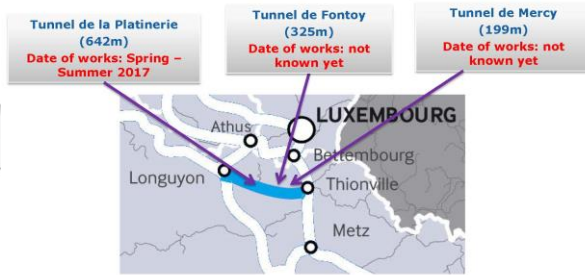 Tunnel de la Platinerie
(642m)
Date of works: Spring –
Summer 2017
Tunnel de Fontoy
(325m)
Date of works: not
known yet
Tunnel de Mercy
(199m)
Date of works: not
known yet
LUXEMBOURG
Athus
Bettembourg
Longuyon
Thionville
Metz